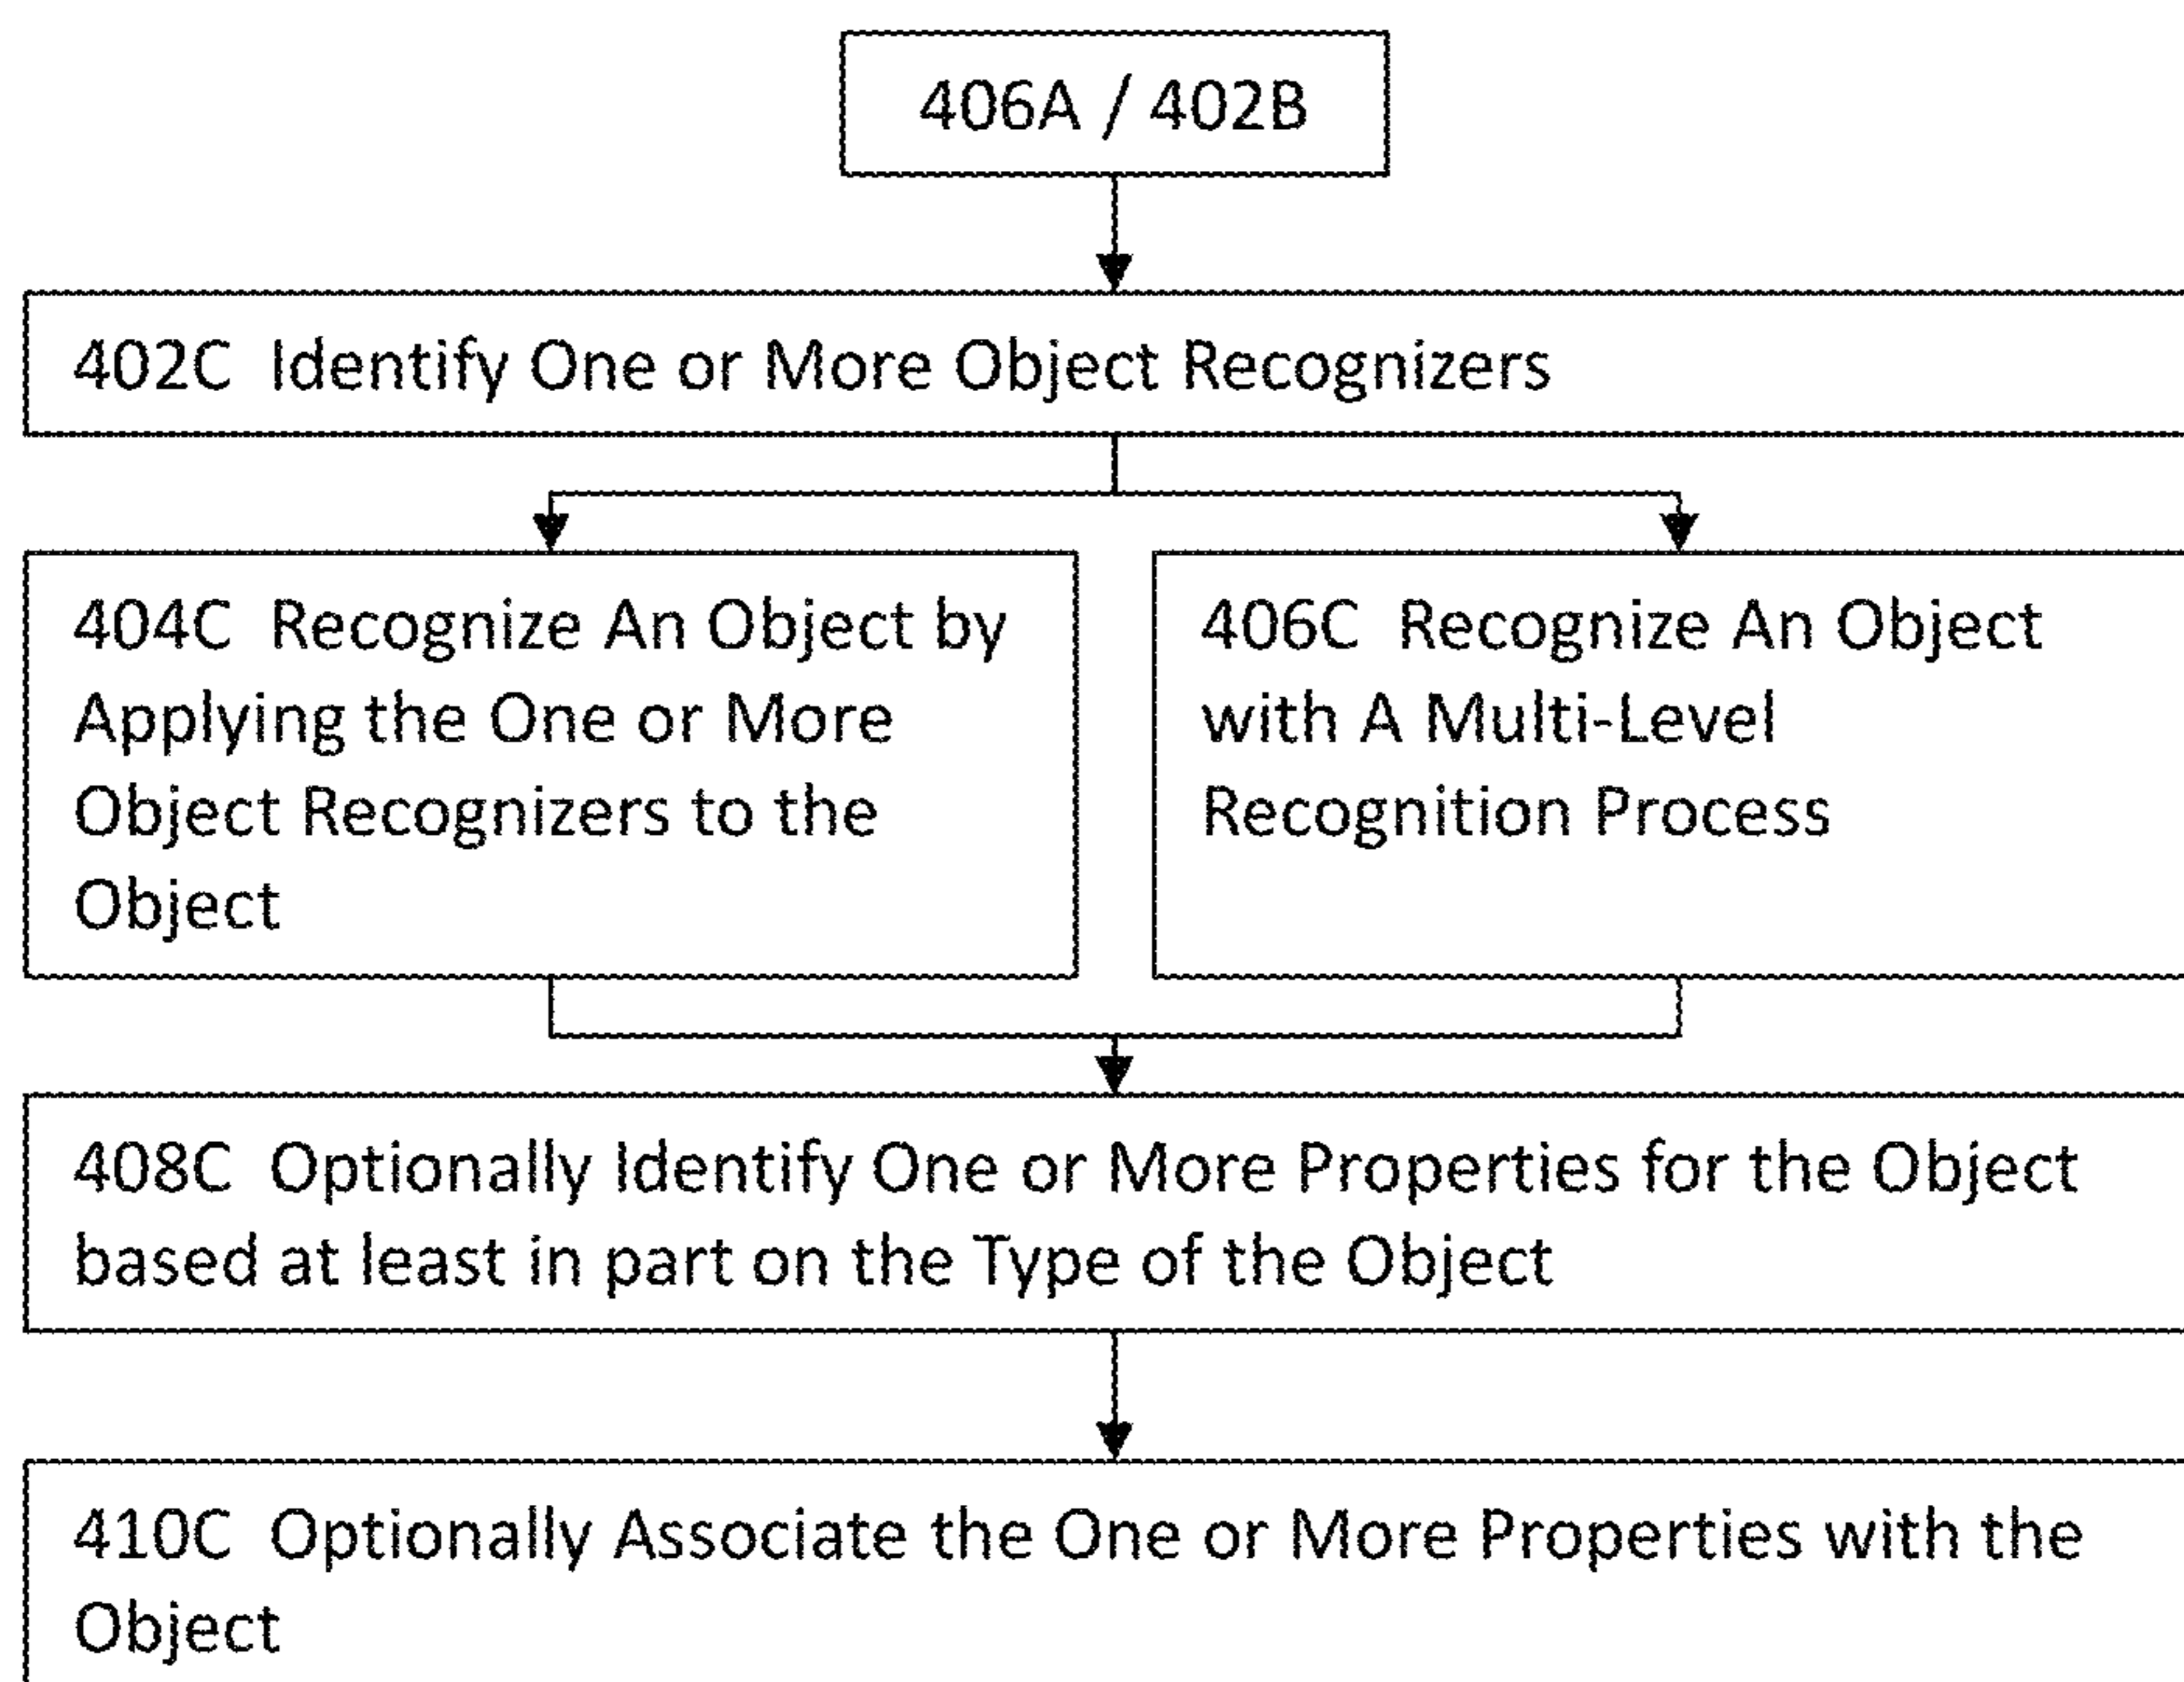 406A / 402B
402C Identify One or More Object Recognizers
404C Recognize An Object by
Applying the One or More
Object Recognizers to the
Object
406C Recognize An Object
with A Multi-Level
Recognition Process
408C Optionally Identify One or More Properties for the Object
based at least in part on the Type of the Object
410C Optionally Associate the One or More Properties with the
Object